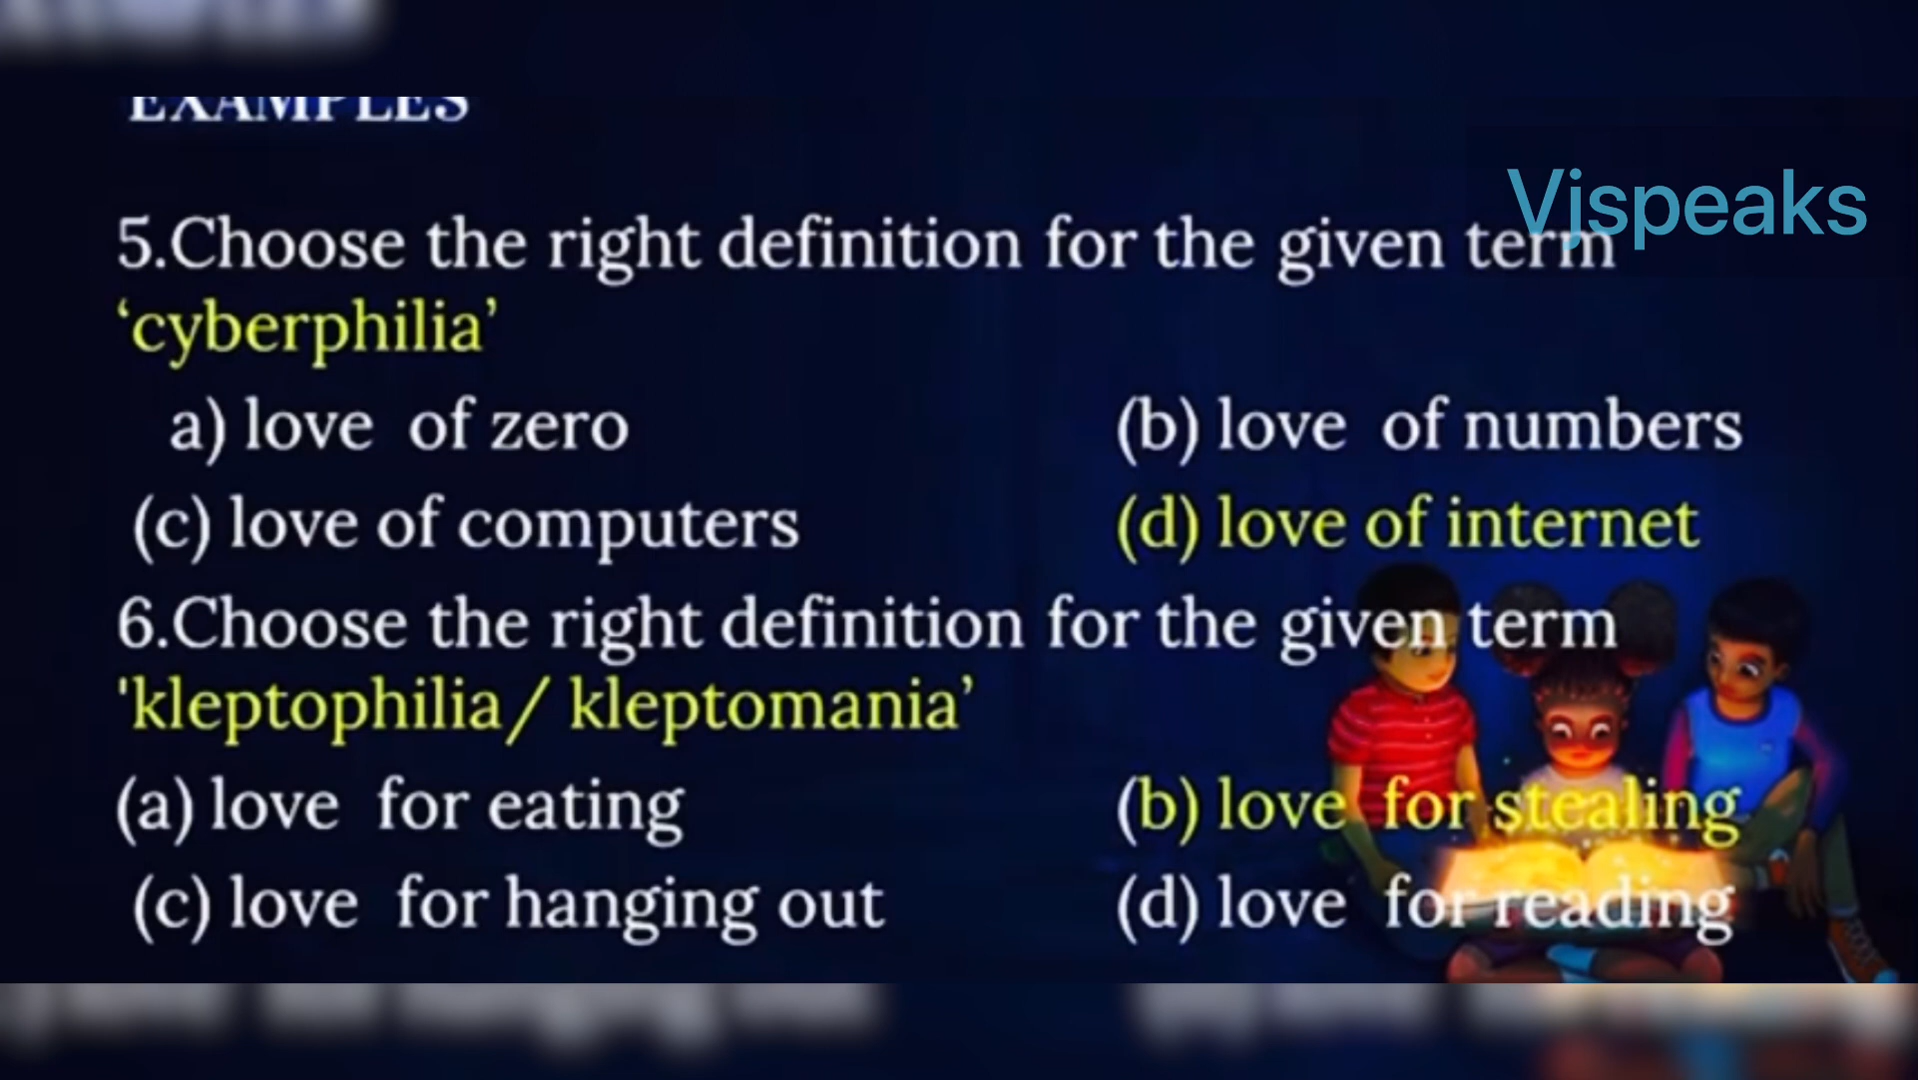 EXAMPLES
Vjspeaks
5.Choose the right definition for the given term
‘cyberphilia’
a) love of zero
(b) love of numbers
(c) love of computers
(d) love of internet
6.Choose the right definition for the given term
'kleptophilia/ kleptomania’
(a) love for eating
(b) love for stealing
(c) love for hanging out
(d) love for reading